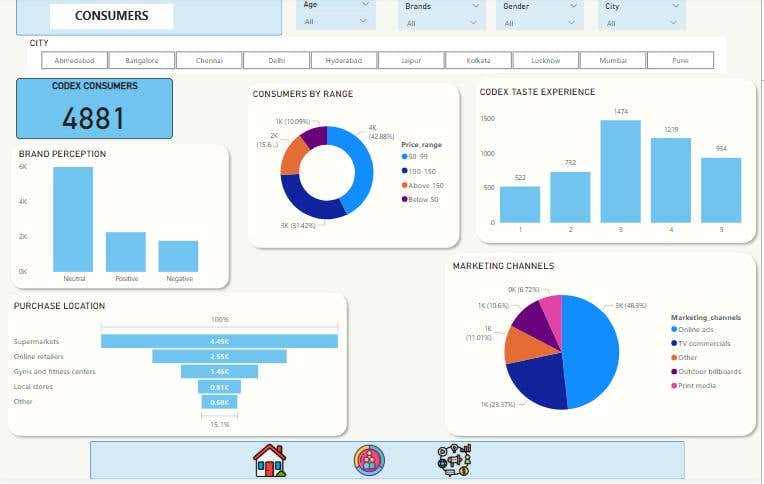 CONSUMERS
Age
All
Brands
All
Gender
All
City
All
CITY
Ahmedabad Bangalore Chennai Delhi Hyderabad Jaipur Kolkata Lucknow Mumbai Pune
CODEX CONSUMERS
4881
BRAND PERCEPTION
6K
4K
2K
0K
Neutral Positive Negative
CONSUMERS BY RANGE
1K (10.09%)
2K
(15.6...)
4K
(42.88%)
3K (31.42%)
Price_range
50-99
100-150
Above 150
Below 50
CODEX TASTE EXPERIENCE
1500
1000
500
0
522
732
1474
1219
934
1 2 3 4 5
PURCHASE LOCATION
100%
Supermarkets 4.49K
Online retailers 2.55K
Gyms and fitness centers 1.46K
Local stores 0.81K
Other 0.68K
15.1%
MARKETING CHANNELS
0K (6.72%)
1K (10.6%)
1K
(11.01%)
1K (23.37%)
3K (48.3%)
Marketing_channels
Online ads
TV commercials
Other
Outdoor billboards
Print media